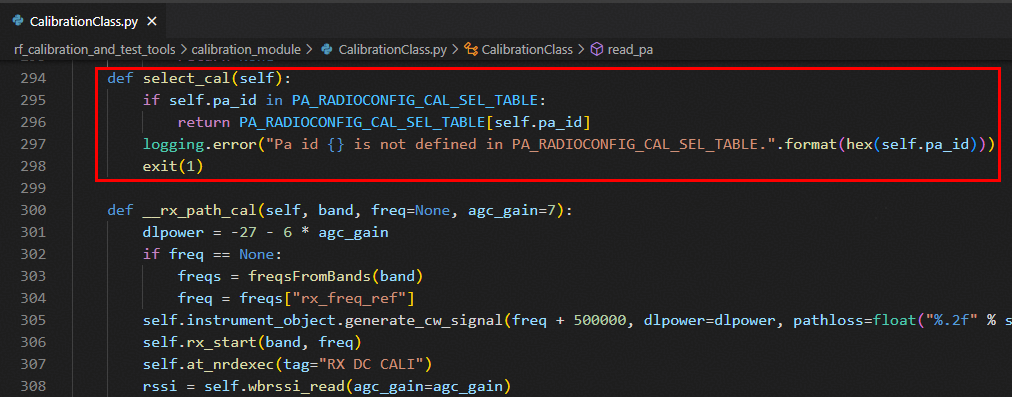 CalibrationClass.py
rf_calibration_and_test_tools > calibration_module > CalibrationClass.py > CalibrationClass > read_pa
294 def select_cal(self):
295 if self.pa_id in PA_RADIOCONFIG_CAL_SEL_TABLE:
296 return PA_RADIOCONFIG_CAL_SEL_TABLE[self.pa_id]
297 logging.error("Pa id {} is not defined in PA_RADIOCONFIG_CAL_SEL_TABLE.".format(hex(self.pa_id)))
298 exit(1)
299
300 def __rx_path_cal(self, band, freq=None, agc_gain=7):
301 dlpower = -27 - 6 * agc_gain
302 if freq == None:
303 freqs = freqsFromBands(band)
304 freq = freqs["rx_freq_ref"]
305 self.instrument_object.generate_cw_signal(freq + 500000, dlpower=dlpower, pathloss=float("%.2f" % s
306 self.rx_start(band, freq)
307 self.at_nrdexec(tag="RX DC CALI")
308 rssi = self.wbrssi_read(agc_gain=agc_gain)